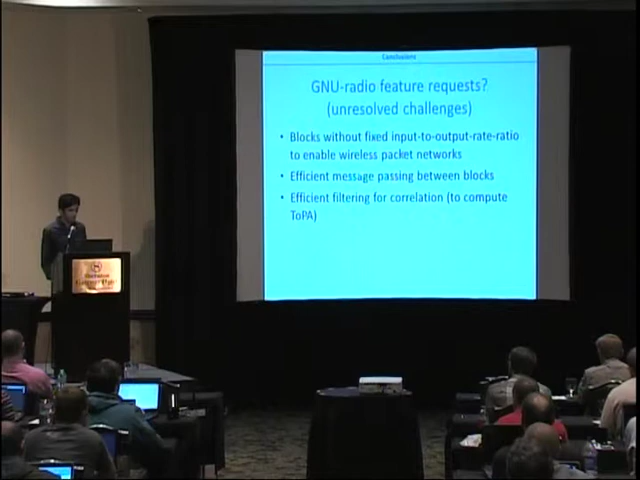 Conclusions
GNU-radio feature requests?
(unresolved challenges)
• Blocks without fixed input-to-output-rate-ratio
to enable wireless packet networks
• Efficient message passing between blocks
• Efficient filtering for correlation (to compute
ToPA)